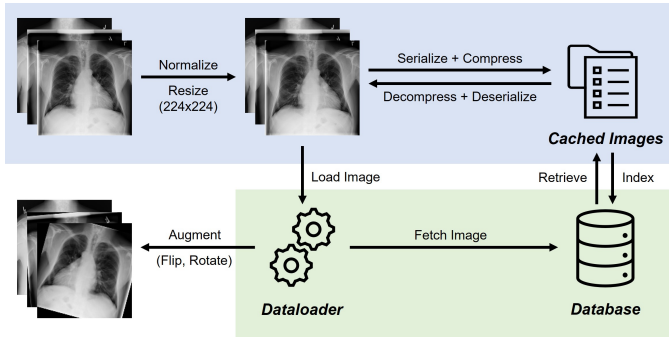 Normalize
Resize
(224x224)
Serialize + Compress
Decompress + Deserialize
Cached Images
Load Image
Retrieve
Index
Augment
(Flip, Rotate)
Fetch Image
Dataloader
Database